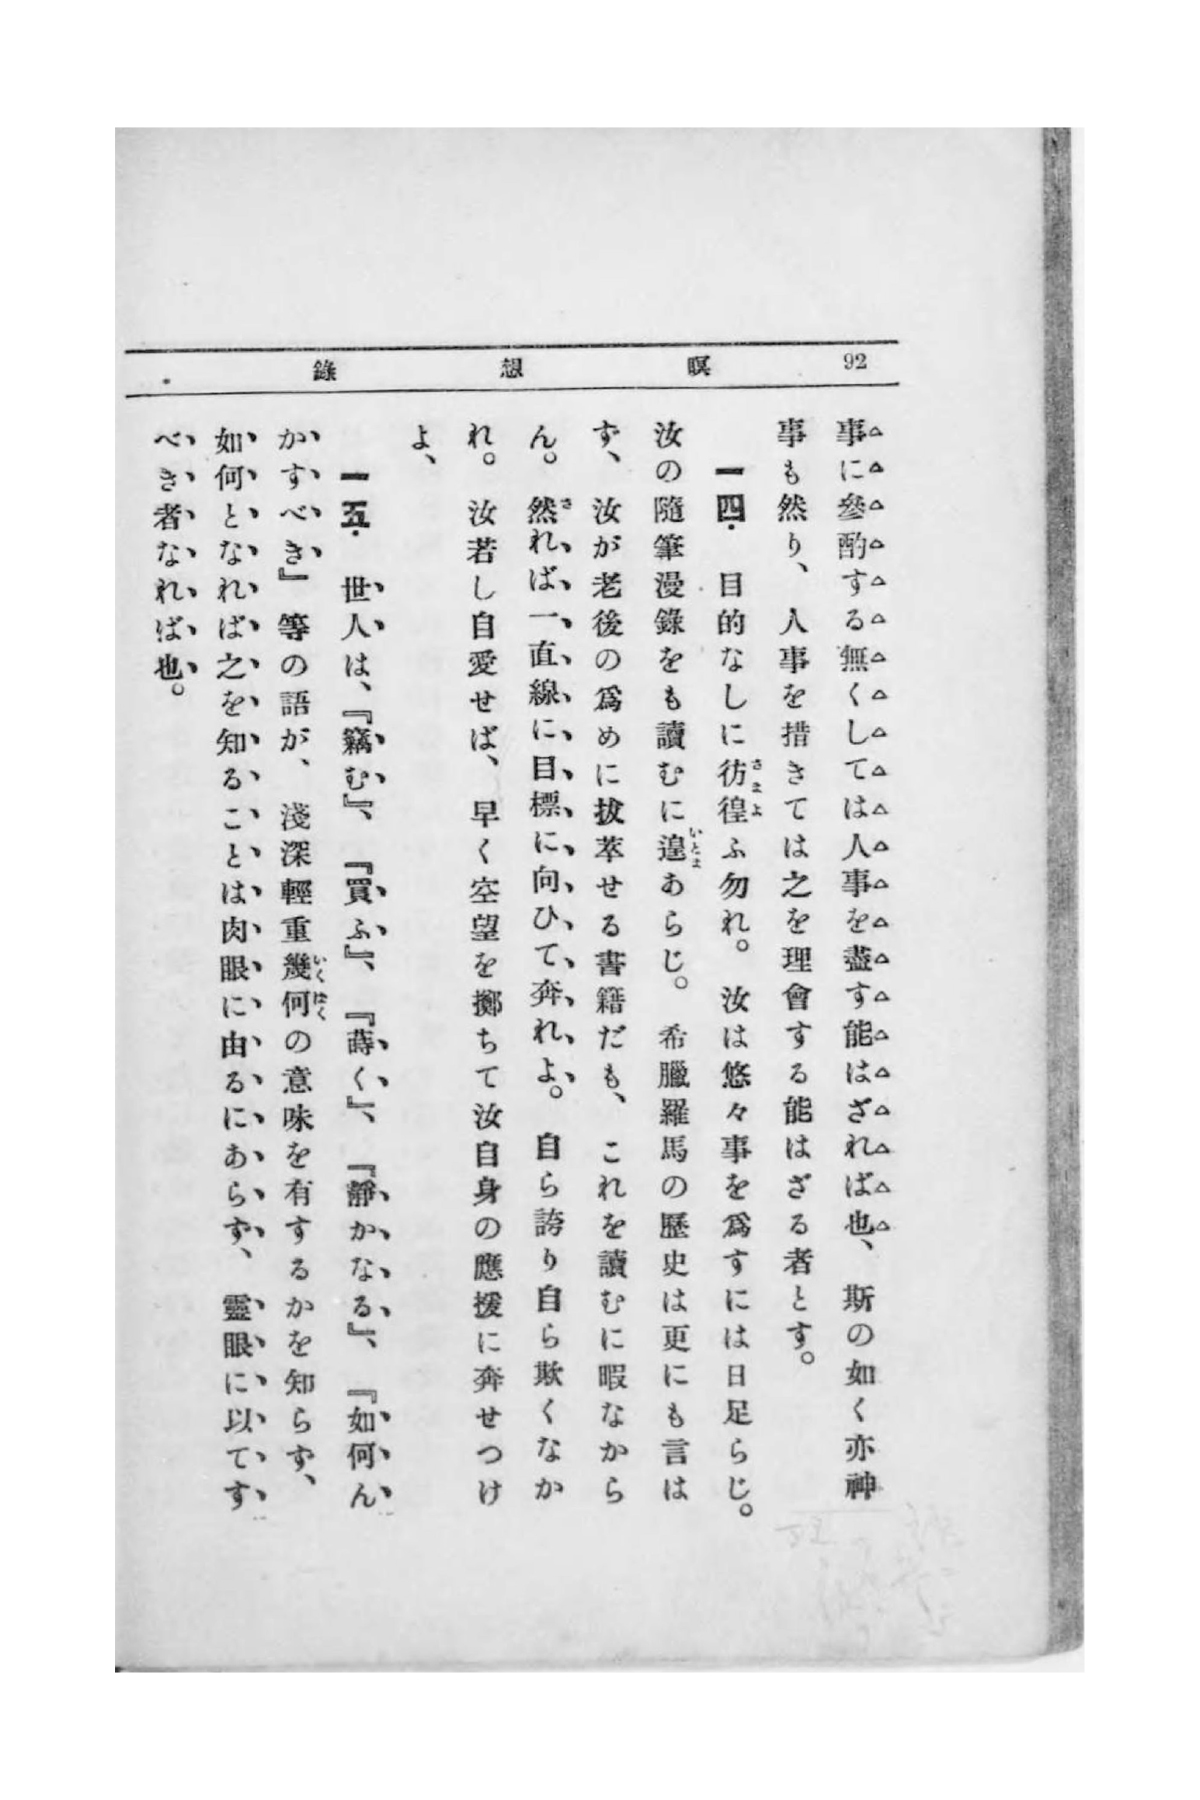 92 瞑想錄
事に參酌する無くしては人事を盡す能はざれば也、斯の如く亦神
事も然り、人事を措きては之を理會する能はざる者とす。
一四. 目的なしに彷徨ふ勿れ。汝は悠々事を爲すには日足らじ。
汝の隨筆漫錄をも讀むに遑あらじ。希臘羅馬の歷史は更にも言は
ず、汝が老後の爲めに拔萃せる書籍だも、これを讀むに暇なから
ん。然れば一直線に目標に向ひて奔れよ。自ら誇り自ら欺くなか
れ。汝若し自愛せば、早く空望を擲ちて汝自身の應援に奔せつけ
よ、
一五. 世人は、『竊む』、『買ふ』、『蒔く』、『靜かなる』、『如何ん
かすべき』等の語が、淺深輕重幾何の意味を有するかを知らず、
如何となれば之を知ることは肉眼に由るにあらず、靈眼に以てす
べき者なれば也。